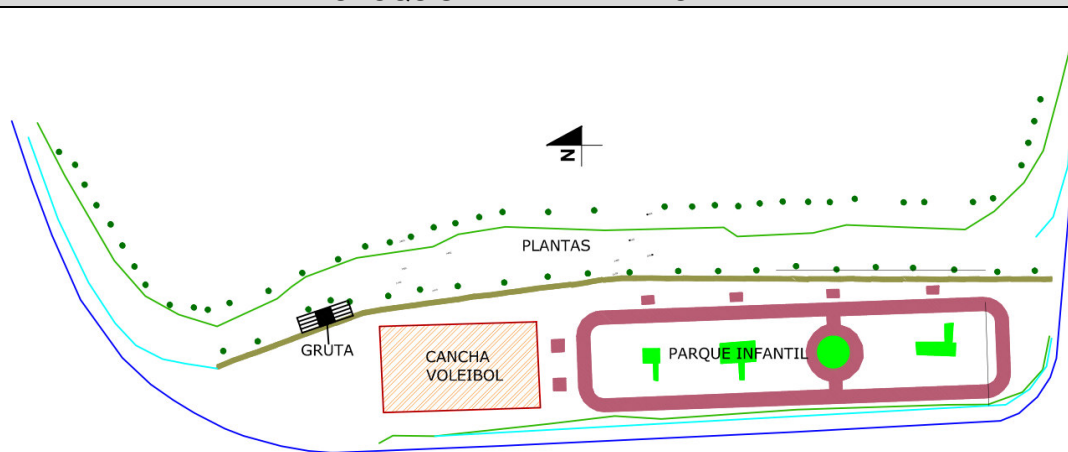 N
PLANTAS
GRUTA
CANCHA
VOLEIBOL
PARQUE INFANTIL